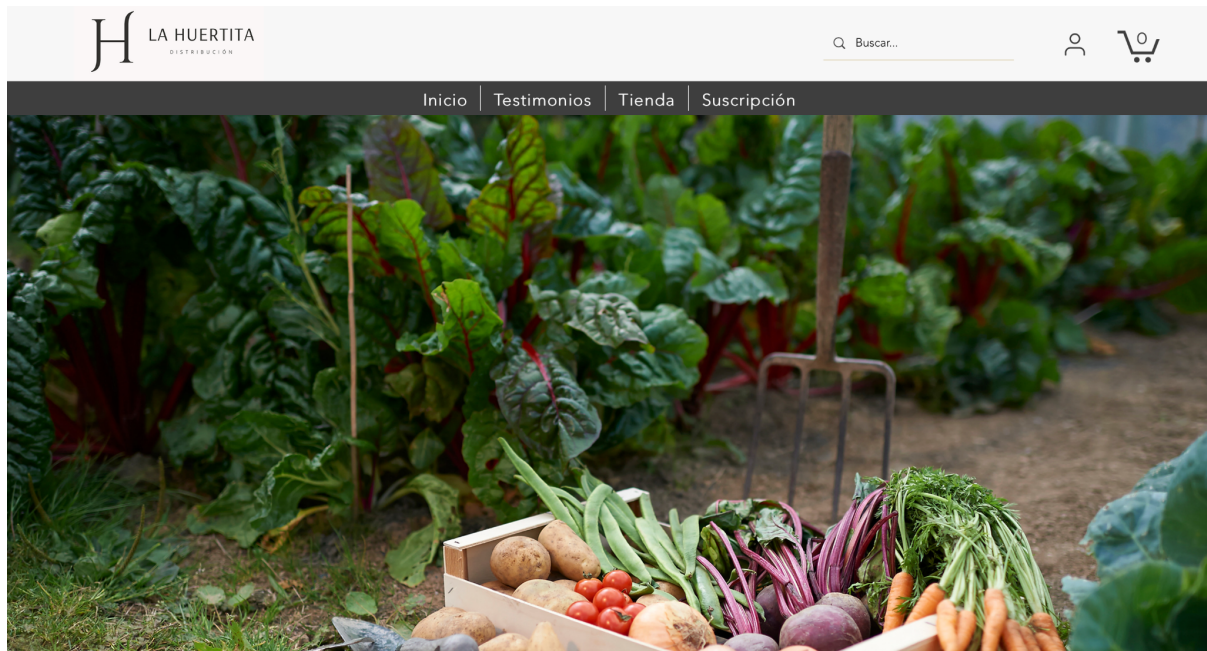 LA HUERTITA
DISTRIBUCIÓN
Buscar...
0
Inicio
Testimonios
Tienda
Suscripción